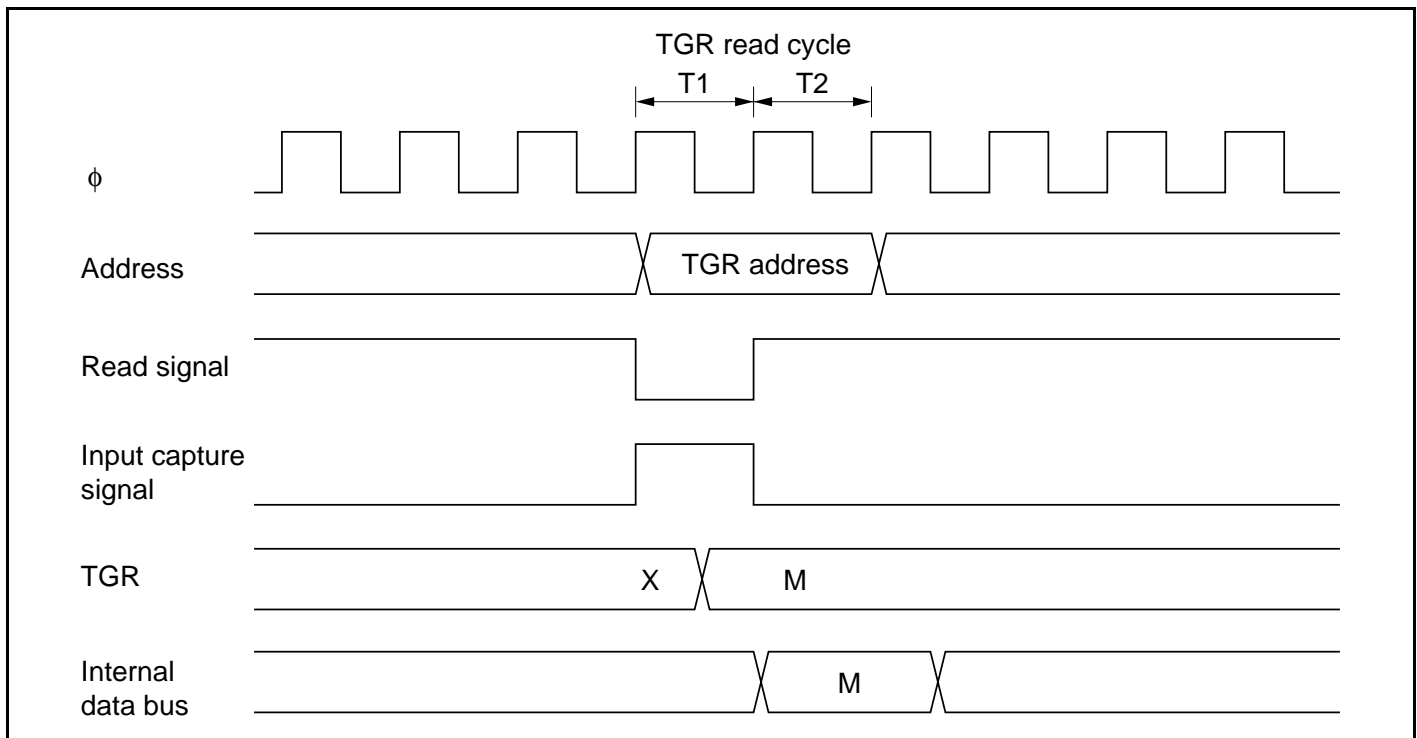 TGR read cycle
T1 T2
ϕ
Address
TGR address
Read signal
Input capture
signal
TGR
X M
Internal
data bus
M